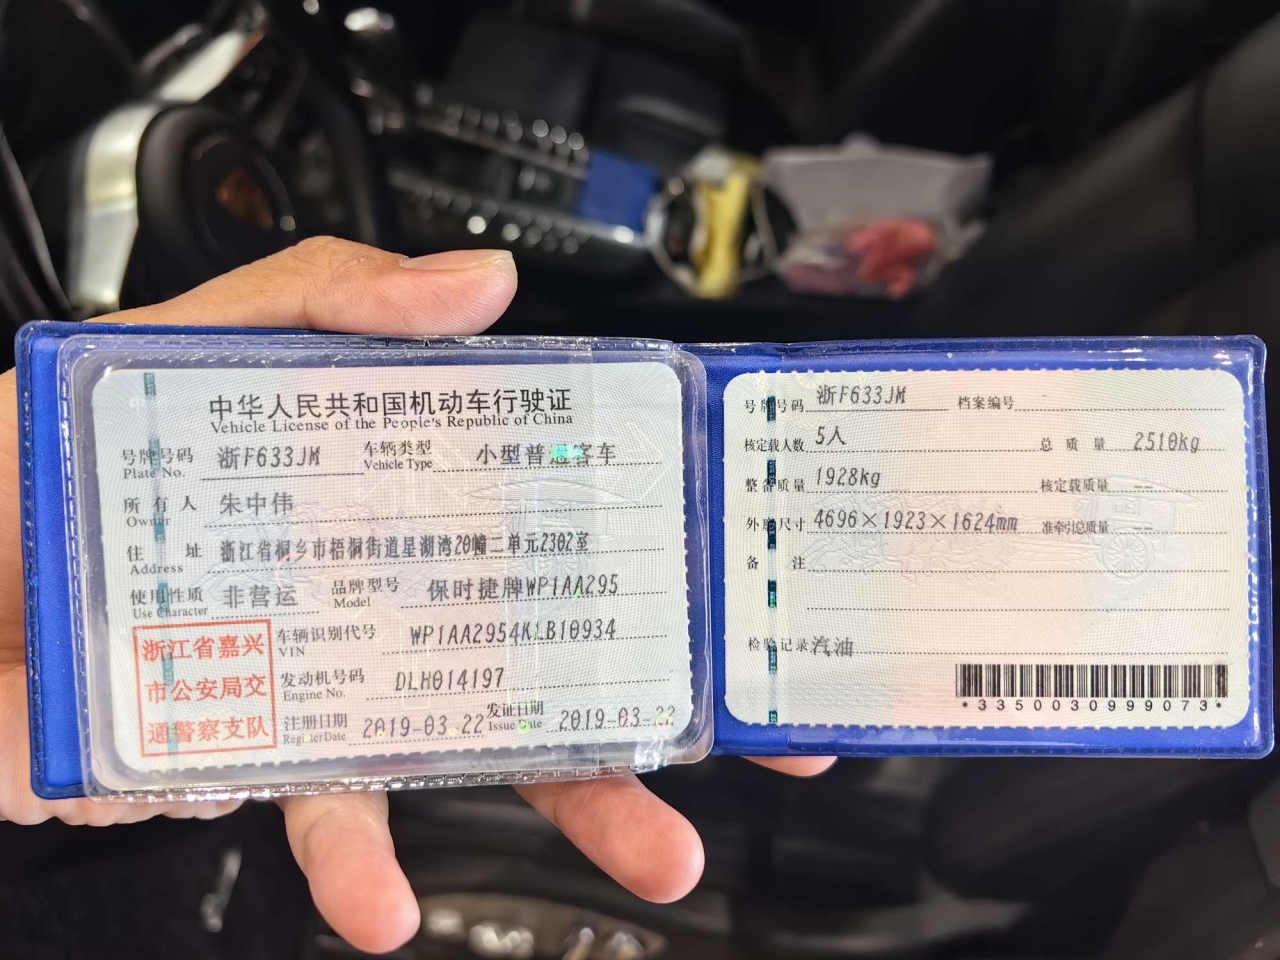 中华人民共和国机动车行驶证
Vehicle License of the People's Republic of China
号牌号码 浙F633JM 车辆类型 小型普通客车
Plate No. Vehicle Type
所有人 朱中伟
Owner
住址 浙江省桐乡市梧桐街道星湖湾20幢二单元2302室
Address
使用性质 非营运 品牌型号 保时捷牌WP1AA295
Use Character Model
浙江省嘉兴
市公安局交
通警察支队
车辆识别代号 WP1AA2954KLB10934
VIN
发动机号码 DLH014197
Engine No.
注册日期 2019-03-22 发证日期 2019-03-22
Register Date Issue Date
号牌号码 浙F633JM 档案编号
核定载人数 5人 总质量 2510kg
整备质量 1928kg 核定载质量 --
外廓尺寸 4696×1923×1624mm 准牵引总质量 --
备注
检验记录 汽油
*3350030999073*